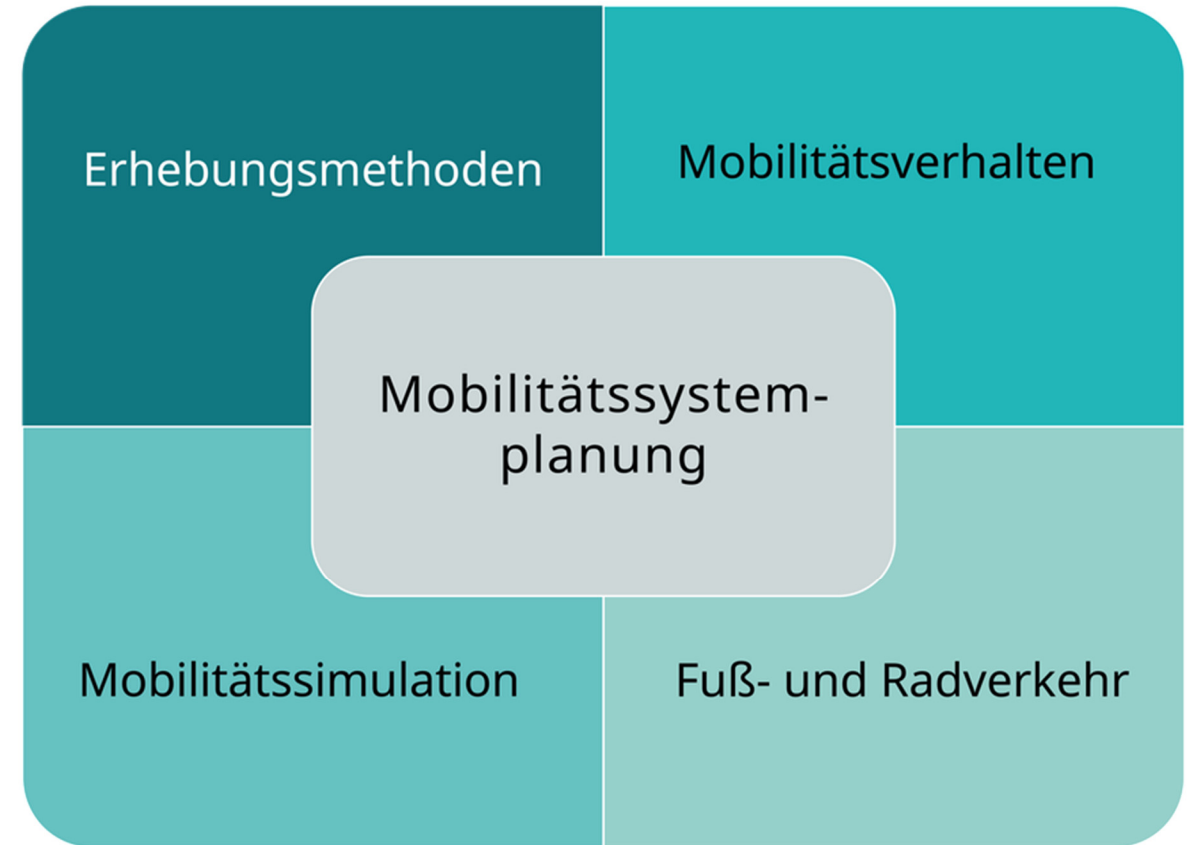 Erhebungsmethoden
Mobilitätsverhalten
Mobilitätssystem-
planung
Mobilitätssimulation
Fuß- und Radverkehr